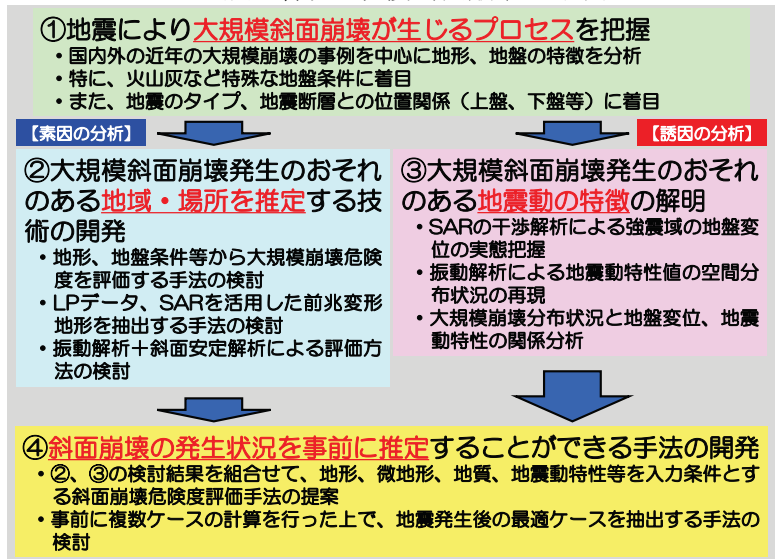 ①地震により大規模斜面崩壊が生じるプロセスを把握
・国内外の近年の大規模崩壊の事例を中心に地形、地盤の特徴を分析
・特に、火山灰など特殊な地盤条件に着目
・また、地震のタイプ、地震断層との位置関係（上盤、下盤等）に着目
【素因の分析】
【誘因の分析】
②大規模斜面崩壊発生のおそれ
のある地域・場所を推定する技
術の開発
・地形、地盤条件等から大規模崩壊危険
度を評価する手法の検討
・LPデータ、SARを活用した前兆変形
地形を抽出する手法の検討
・振動解析＋斜面安定解析による評価方
法の検討
③大規模斜面崩壊発生のおそれ
のある地震動の特徴の解明
・SARの干渉解析による強震域の地盤変
位の実態把握
・振動解析による地震動特性値の空間分
布状況の再現
・大規模崩壊分布状況と地盤変位、地震
動特性の関係分析
④斜面崩壊の発生状況を事前に推定することができる手法の開発
・②、③の検討結果を組合せて、地形、微地形、地質、地震動特性等を入力条件とす
る斜面崩壊危険度評価手法の提案
・事前に複数ケースの計算を行った上で、地震発生後の最適ケースを抽出する手法の
検討